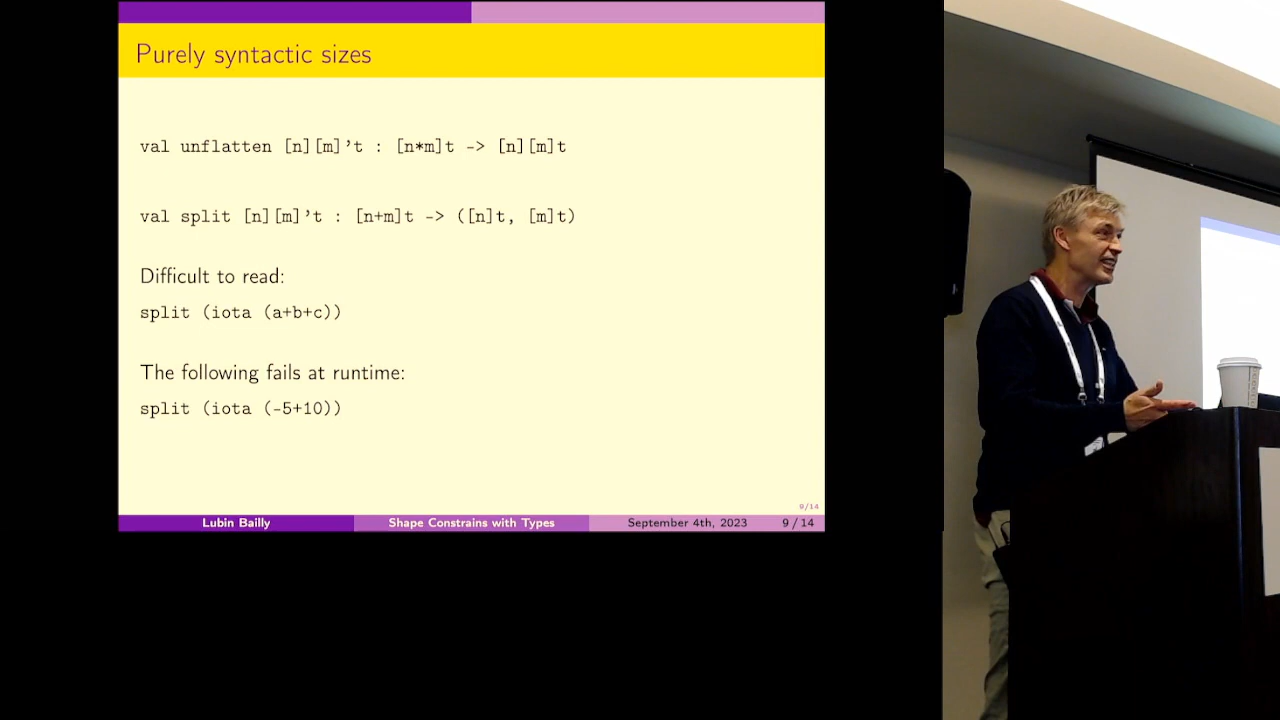 Purely syntactic sizes
val unflatten [n][m]'t : [n*m]t -> [n][m]t
val split [n][m]'t : [n+m]t -> ([n]t, [m]t)
Difficult to read:
split (iota (a+b+c))
The following fails at runtime:
split (iota (-5+10))
9/14
Lubin Bailly Shape Constrains with Types September 4th, 2023 9 / 14